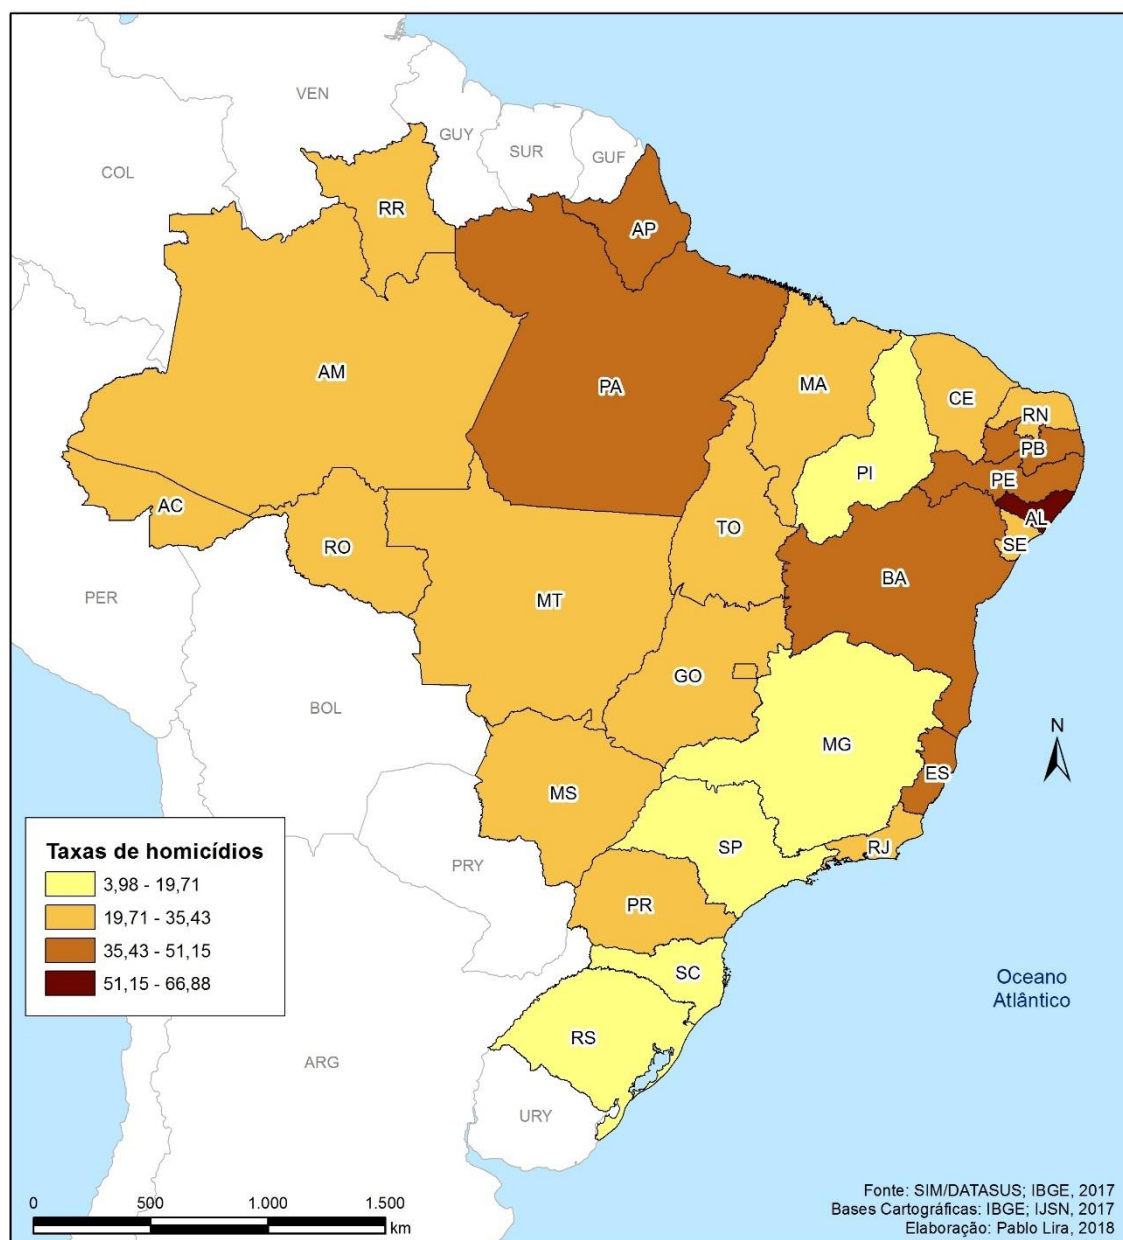 VEN
GUY
SUR
GUF
COL
RR
AP
AM
PA
MA
CE
RN
PB
PI
PE
AC
AL
TO
SE
RO
BA
MT
PER
GO
BOL
N
MG
ES
MS
SP
RJ
PRY
PR
SC
RS
ARG
URY
Oceano
Atlântico
Taxas de homicídios
3,98 - 19,71
19,71 - 35,43
35,43 - 51,15
51,15 - 66,88
0 500 1.000 1.500
km
Fonte: SIM/DATASUS; IBGE, 2017
Bases Cartográficas: IBGE; IJSN, 2017
Elaboração: Pablo Lira, 2018